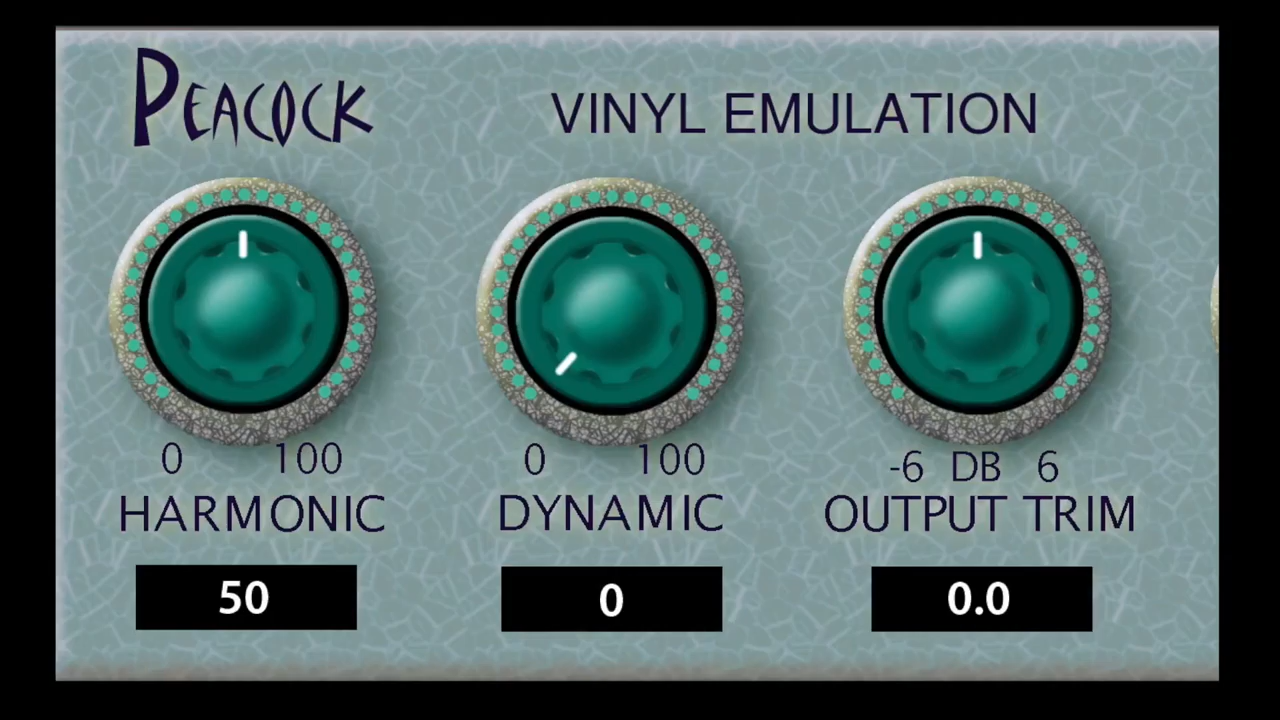 PEACOCK VINYL EMULATION
0 100 0 100 -6 DB 6
HARMONIC DYNAMIC OUTPUT TRIM
50 0 0.0